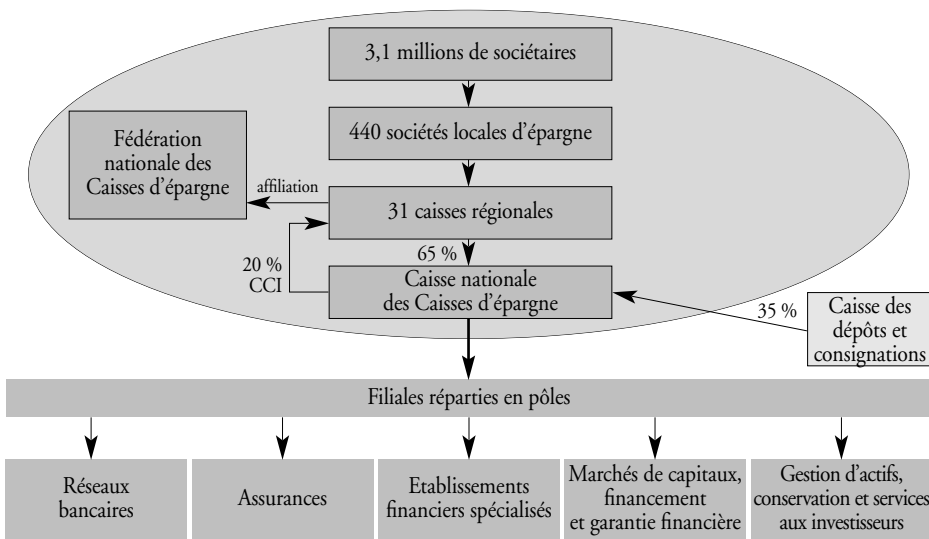 3,1 millions de sociétaires
440 sociétés locales d'épargne
Fédération
nationale des
Caisses d'épargne
affiliation
31 caisses régionales
20 %
CCI
65 %
Caisse nationale
des Caisses d'épargne
35 %
Caisse des
dépôts et
consignations
Filiales réparties en pôles
Réseaux
bancaires
Assurances
Etablissements
financiers spécialisés
Marchés de capitaux,
financement
et garantie financière
Gestion d'actifs,
conservation et services
aux investisseurs